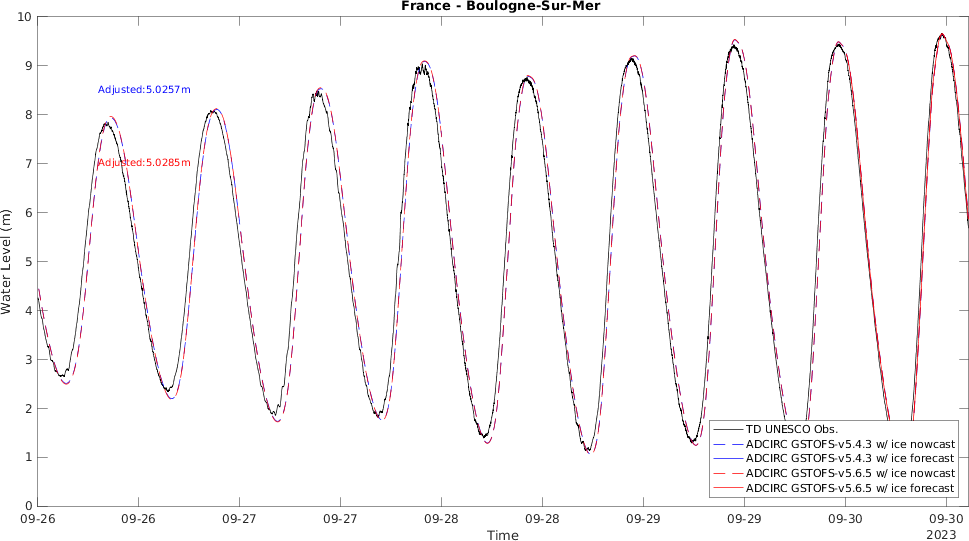 France - Boulogne-Sur-Mer
10
9
8
7
6
5
4
3
2
1
0
Water Level (m)
Adjusted:5.0257m
Adjusted:5.0285m
TD UNESCO Obs.
ADCIRC GSTOFS-v5.4.3 w/ ice nowcast
ADCIRC GSTOFS-v5.4.3 w/ ice forecast
ADCIRC GSTOFS-v5.6.5 w/ ice nowcast
ADCIRC GSTOFS-v5.6.5 w/ ice forecast
09-26 09-26 09-27 09-27 09-28 09-28 09-29 09-29 09-30 09-30
2023
Time